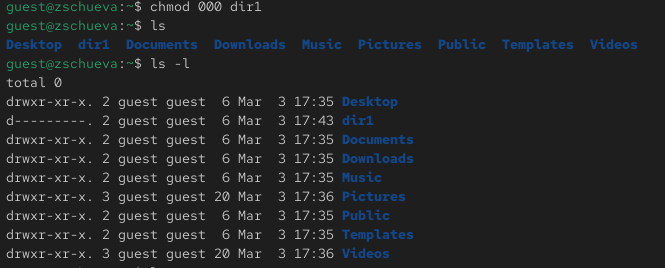 guest@zschueva:~$ chmod 000 dir1
guest@zschueva:~$ ls
Desktop  dir1  Documents  Downloads  Music  Pictures  Public  Templates  Videos
guest@zschueva:~$ ls -l
total 0
drwxr-xr-x. 2 guest guest  6 Mar  3 17:35 Desktop
d---------. 2 guest guest  6 Mar  3 17:43 dir1
drwxr-xr-x. 2 guest guest  6 Mar  3 17:35 Documents
drwxr-xr-x. 2 guest guest  6 Mar  3 17:35 Downloads
drwxr-xr-x. 2 guest guest  6 Mar  3 17:35 Music
drwxr-xr-x. 3 guest guest 20 Mar  3 17:36 Pictures
drwxr-xr-x. 2 guest guest  6 Mar  3 17:35 Public
drwxr-xr-x. 2 guest guest  6 Mar  3 17:35 Templates
drwxr-xr-x. 3 guest guest 20 Mar  3 17:36 Videos